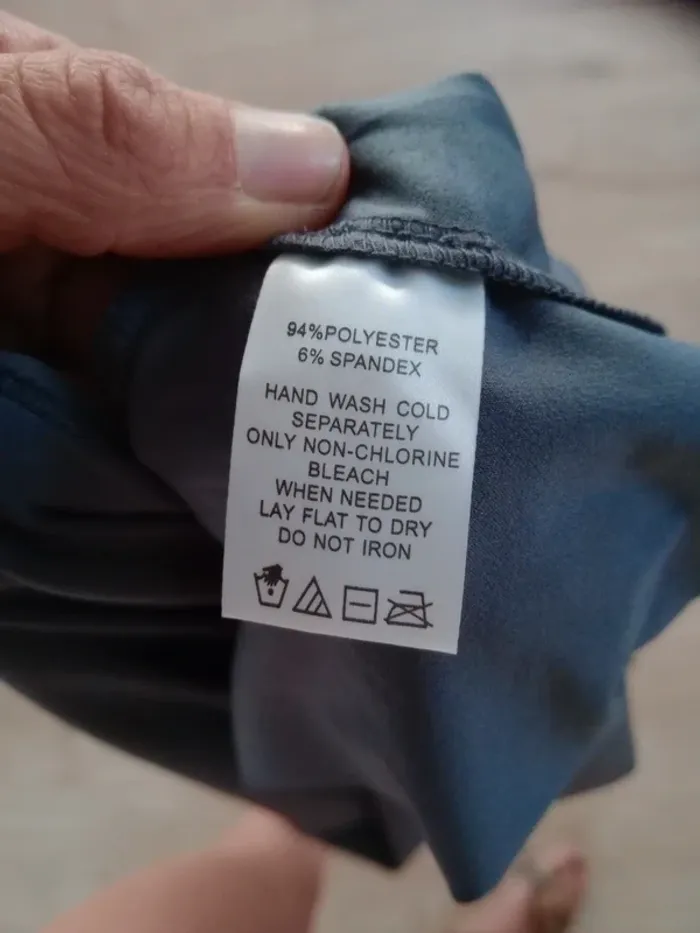 94%POLYESTER
6% SPANDEX
HAND WASH COLD
SEPARATELY
ONLY NON-CHLORINE
BLEACH
WHEN NEEDED
LAY FLAT TO DRY
DO NOT IRON